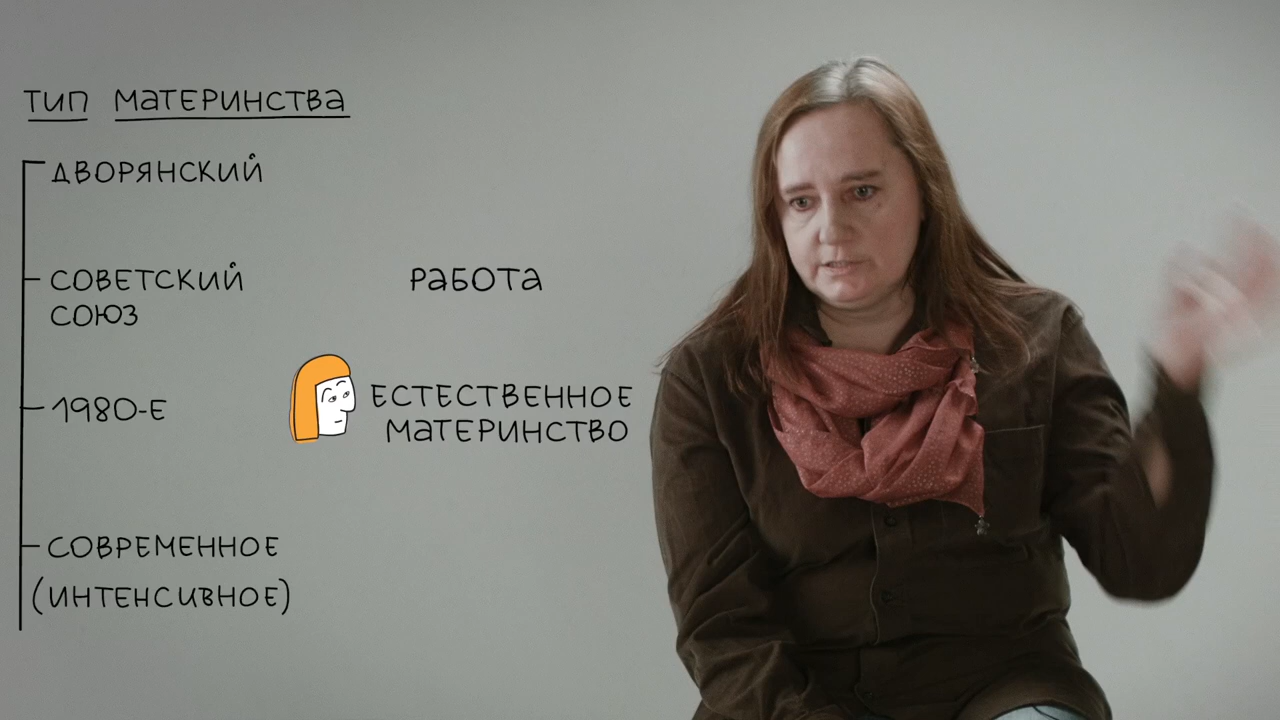 ТИП МАТЕРИНСТВА
ДВОРЯНСКИЙ
СОВЕТСКИЙ
СОЮЗ
РАБОТА
1980-Е
ЕСТЕСТВЕННОЕ
МАТЕРИНСТВО
СОВРЕМЕННОЕ
(ИНТЕНСИВНОЕ)